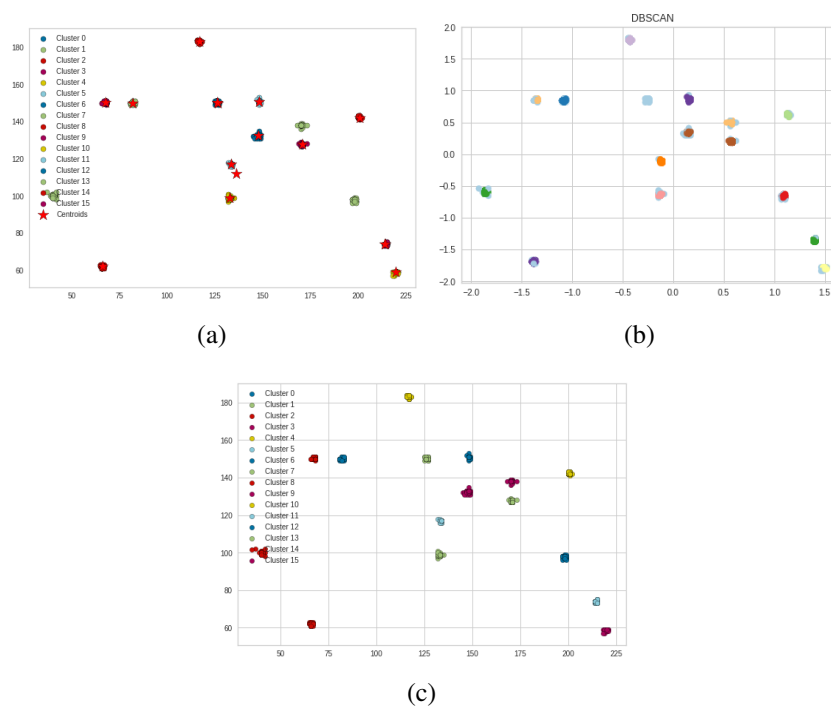 Cluster 0
Cluster 1
Cluster 2
Cluster 3
Cluster 4
Cluster 5
Cluster 6
Cluster 7
Cluster 8
Cluster 9
Cluster 10
Cluster 11
Cluster 12
Cluster 13
Cluster 14
Cluster 15
Centroids
180
160
140
120
100
80
60
50
75
100
125
150
175
200
225
(a)
DBSCAN
2.0
1.5
1.0
0.5
0.0
−0.5
−1.0
−1.5
−2.0
−2.0
−1.5
−1.0
−0.5
0.0
0.5
1.0
1.5
(b)
Cluster 0
Cluster 1
Cluster 2
Cluster 3
Cluster 4
Cluster 5
Cluster 6
Cluster 7
Cluster 8
Cluster 9
Cluster 10
Cluster 11
Cluster 12
Cluster 13
Cluster 14
Cluster 15
180
160
140
120
100
80
60
50
75
100
125
150
175
200
225
(c)